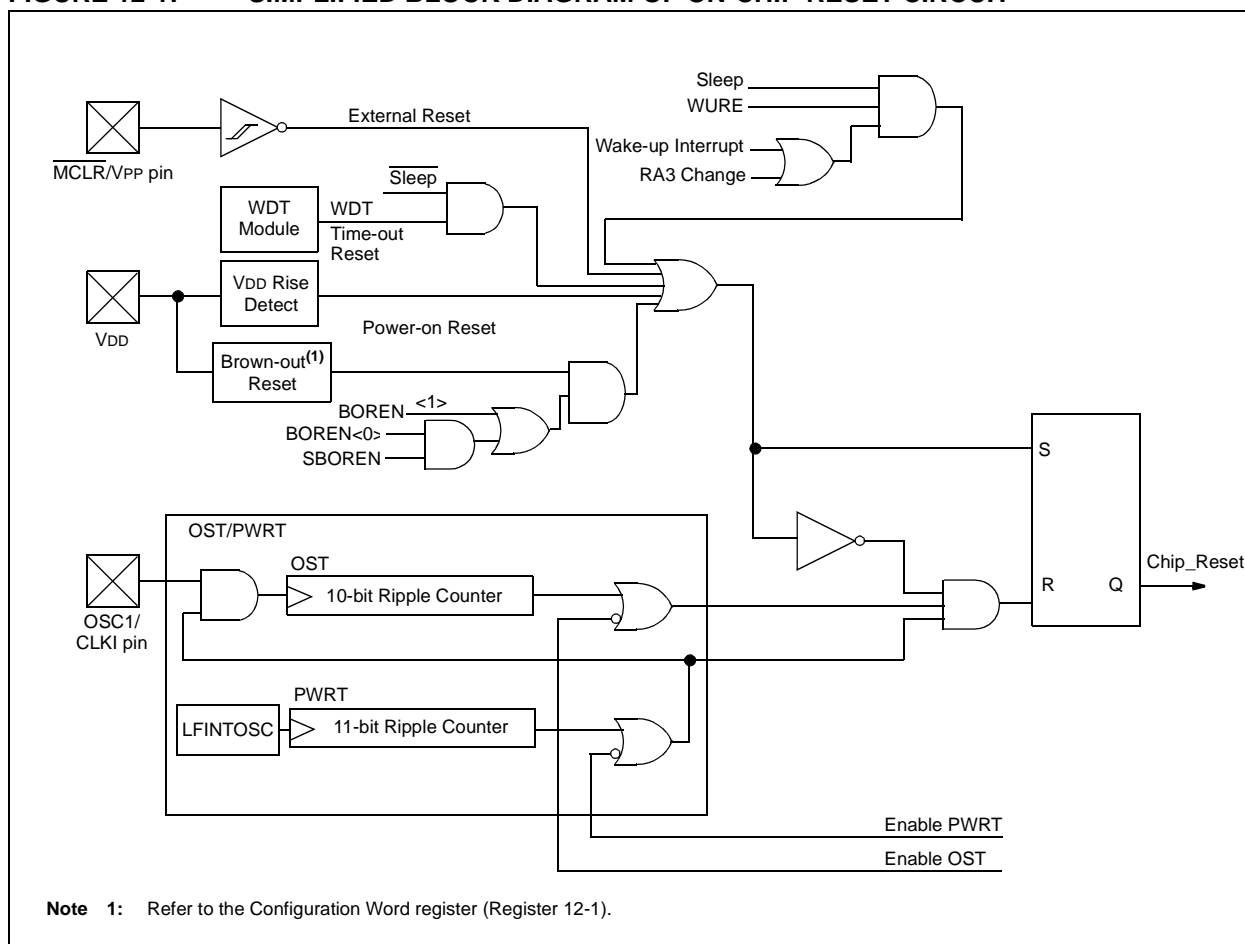 FIGURE 12-1: SIMPLIFIED BLOCK DIAGRAM OF ON-CHIP RESET CIRCUIT
Sleep
WURE
External Reset
Wake-up Interrupt
MCLR/VPP pin
RA3 Change
Sleep
WDT
Module
WDT
Time-out
Reset
VDD Rise
Detect
VDD
Power-on Reset
Brown-out(1)
Reset
BOREN <1>
BOREN<0>
SBOREN
S
OST/PWRT
OST
Chip_Reset
10-bit Ripple Counter
R Q
OSC1/
CLKI pin
PWRT
LFINTOSC
11-bit Ripple Counter
Enable PWRT
Enable OST
Note 1: Refer to the Configuration Word register (Register 12-1).